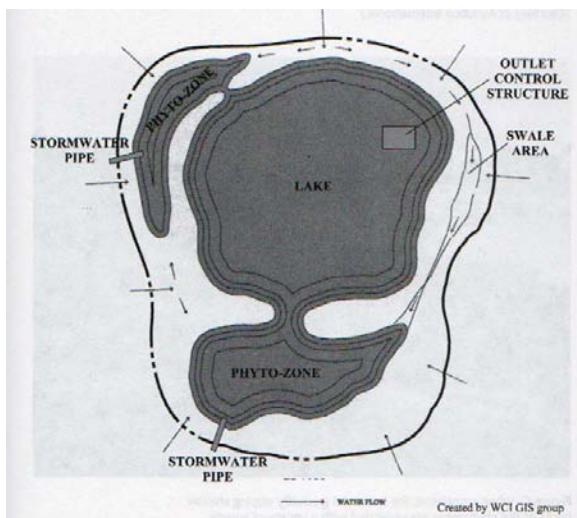 OUTLET
CONTROL
STRUCTURE
PHYTO-ZONE
STORMWATER
PIPE
SWALE
AREA
LAKE
PHYTO-ZONE
STORMWATER
PIPE
WATER FLOW
Created by WCI GIS group